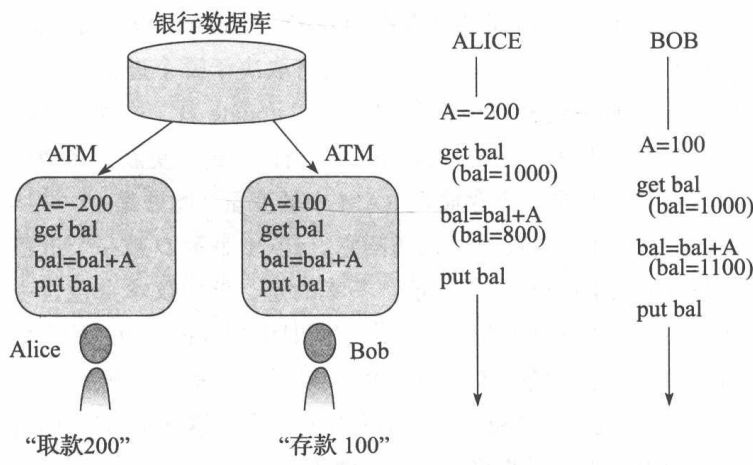 银行数据库
ATM
ATM
A=−200
get bal
bal=bal+A
put bal
A=100
get bal
bal=bal+A
put bal
Alice
Bob
“取款200”
“存款 100”
ALICE
A=−200
get bal
(bal=1000)
bal=bal+A
(bal=800)
put bal
BOB
A=100
get bal
(bal=1000)
bal=bal+A
(bal=1100)
put bal